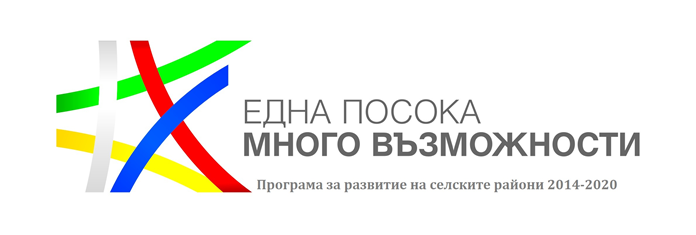 ЕДНА ПОСОКА
МНОГО ВЪЗМОЖНОСТИ
Програма за развитие на селските райони 2014-2020